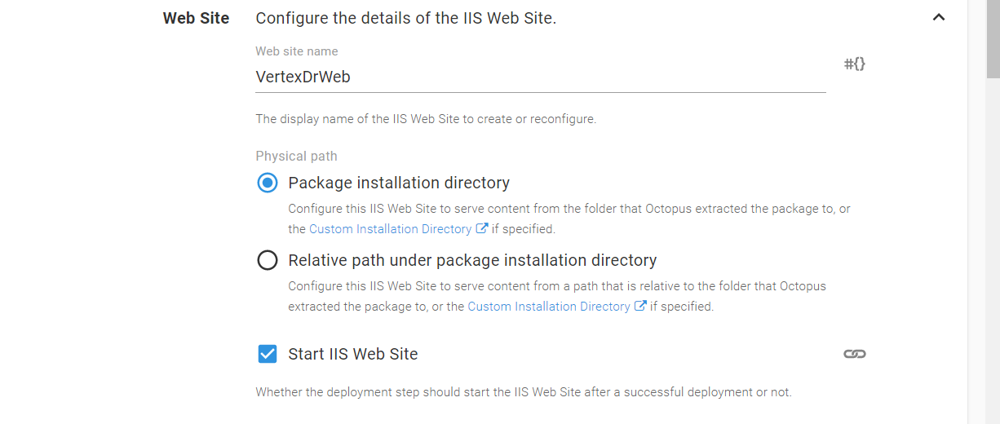 Web Site Configure the details of the IIS Web Site.
Web site name
VertexDrWeb
#{}
The display name of the IIS Web Site to create or reconfigure.
Physical path
Package installation directory
Configure this IIS Web Site to serve content from the folder that Octopus extracted the package to, or
the Custom Installation Directory if specified.
Relative path under package installation directory
Configure this IIS Web Site to serve content from a path that is relative to the folder that Octopus
extracted the package to, or the Custom Installation Directory if specified.
Start IIS Web Site
Whether the deployment step should start the IIS Web Site after a successful deployment or not.